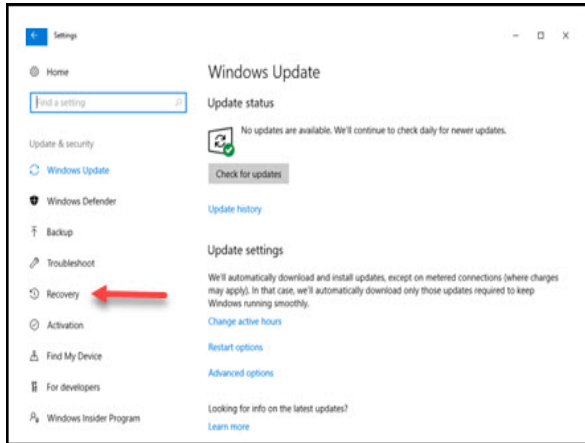 Settings
Home
Find a setting
Update & security
Windows Update
Windows Defender
Backup
Troubleshoot
Recovery
Activation
Find My Device
For developers
Windows Insider Program
Windows Update
Update status
No updates are available. We'll continue to check daily for newer updates.
Check for updates
Update history
Update settings
We'll automatically download and install updates, except on metered connections (where charges
may apply). In that case, we'll automatically download only those updates required to keep
Windows running smoothly.
Change active hours
Restart options
Advanced options
Looking for info on the latest updates?
Learn more